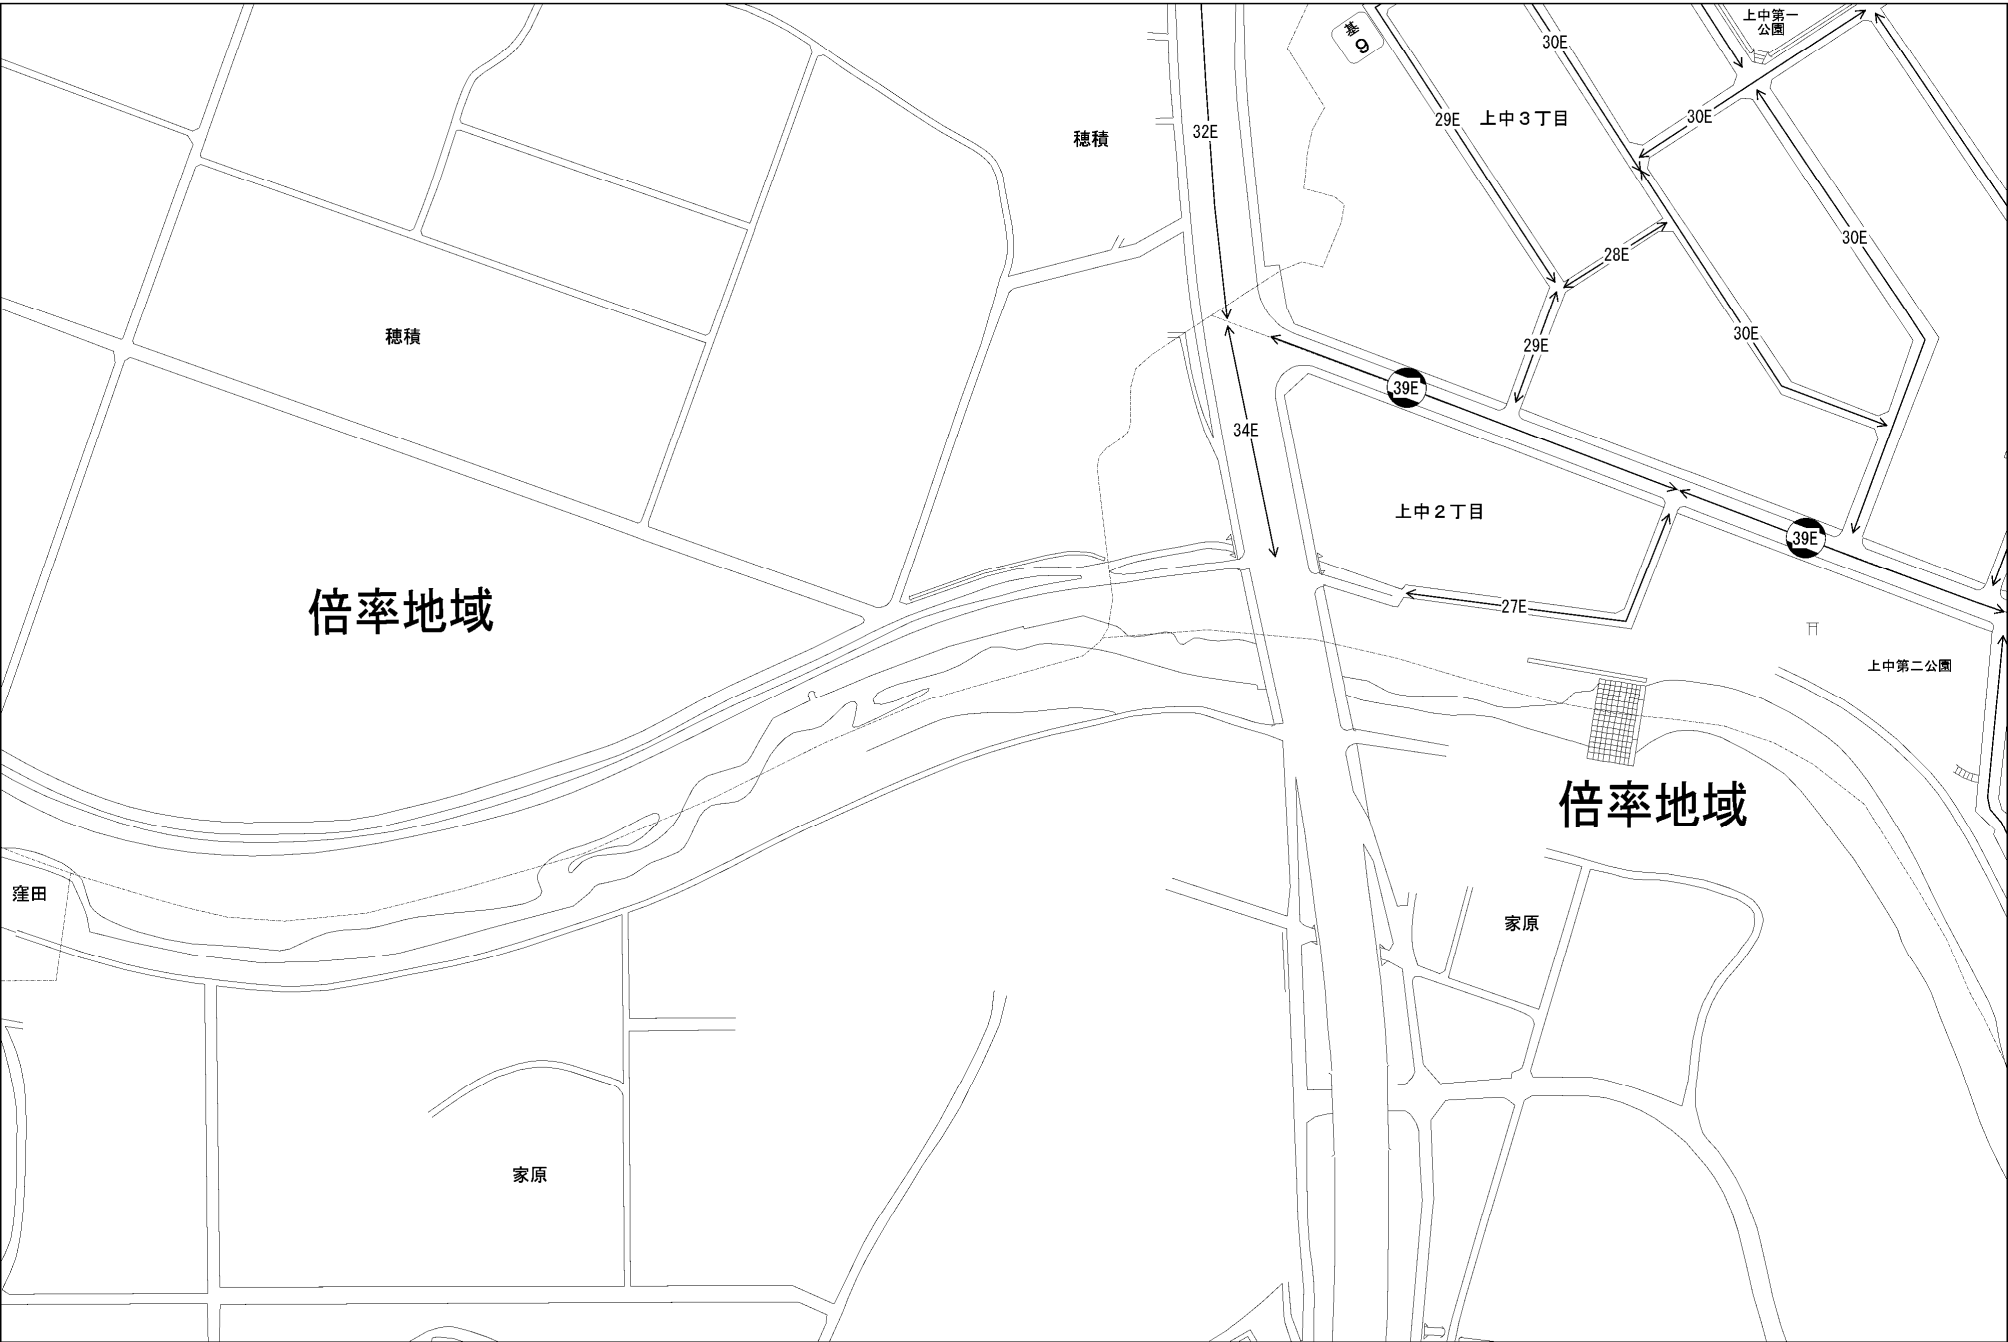 上中第一
公園
基
9
30E
29E
上中3丁目
30E
32E
穂積
30E
28E
穂積
30E
29E
39E
34E
上中2丁目
39E
倍率地域
27E
上中第二公園
倍率地域
窪田
家原
家原